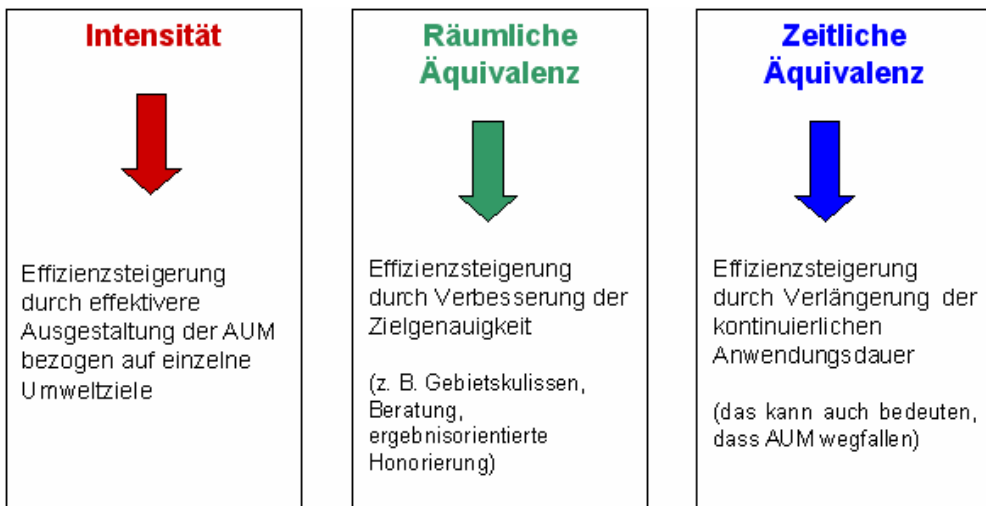 Intensität
Effizienzsteigerung
durch effektivere
Ausgestaltung der AUM
bezogen auf einzelne
Umweltziele
Räumliche
Äquivalenz
Effizienzsteigerung
durch Verbesserung der
Zielgenauigkeit
(z. B. Gebietskulissen,
Beratung,
ergebnisorientierte
Honorierung)
Zeitliche
Äquivalenz
Effizienzsteigerung
durch Verlängerung der
kontinuierlichen
Anwendungsdauer
(das kann auch bedeuten,
dass AUM wegfallen)